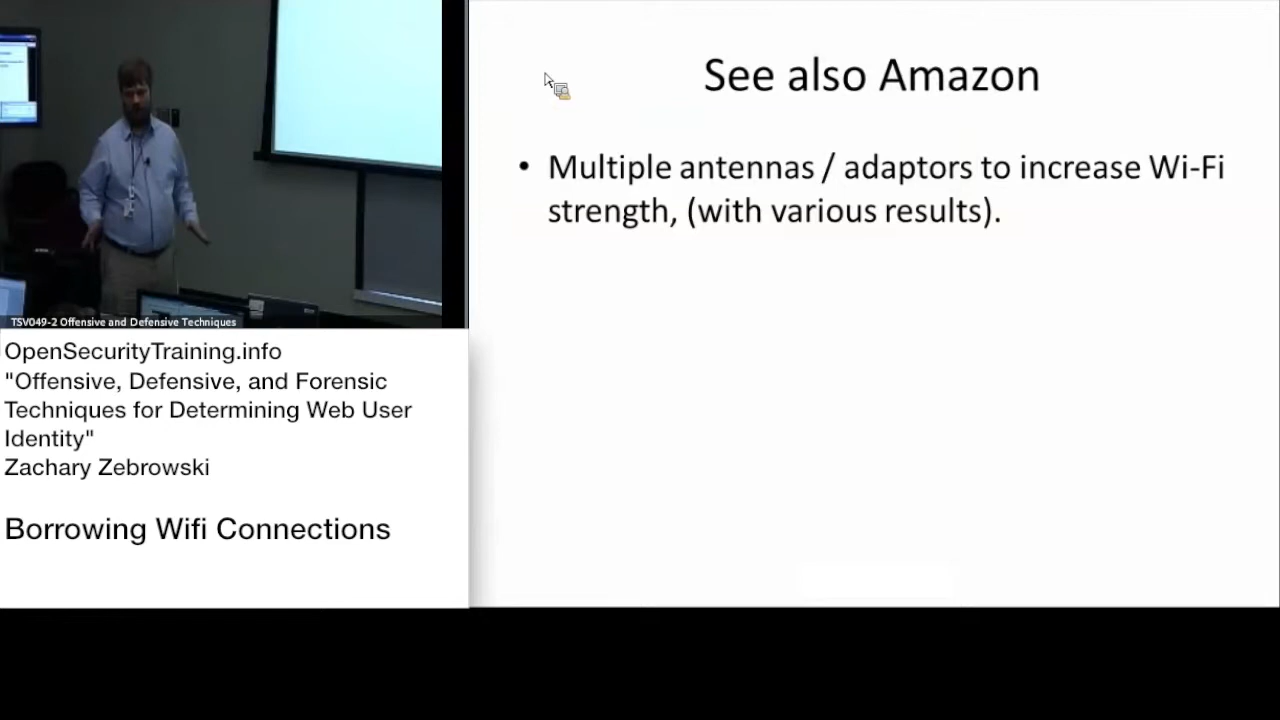 See also Amazon
• Multiple antennas / adaptors to increase Wi-Fi
strength, (with various results).
TSV049-2 Offensive and Defensive Techniques
OpenSecurityTraining.info
"Offensive, Defensive, and Forensic
Techniques for Determining Web User
Identity"
Zachary Zebrowski
Borrowing Wifi Connections